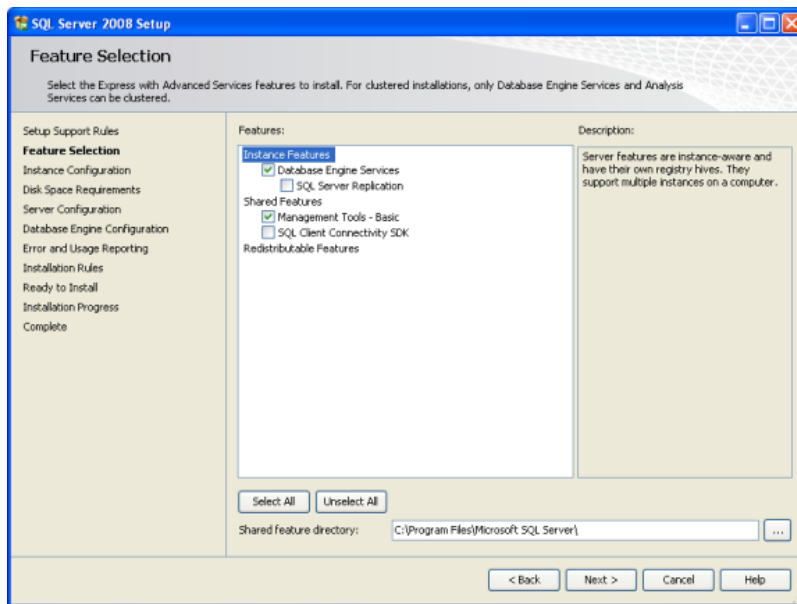 SQL Server 2008 Setup
Feature Selection
Select the Express with Advanced Services features to install. For clustered installations, only Database Engine Services and Analysis
Services can be clustered.
Setup Support Rules
Feature Selection
Instance Configuration
Disk Space Requirements
Server Configuration
Database Engine Configuration
Error and Usage Reporting
Installation Rules
Ready to Install
Installation Progress
Complete
Features:
Instance Features
Database Engine Services
SQL Server Replication
Shared Features
Management Tools - Basic
SQL Client Connectivity SDK
Redistributable Features
Description:
Server features are instance-aware and
have their own registry hives. They
support multiple instances on a computer.
Select All
Unselect All
Shared feature directory:
C:\Program Files\Microsoft SQL Server\
...
< Back
Next >
Cancel
Help